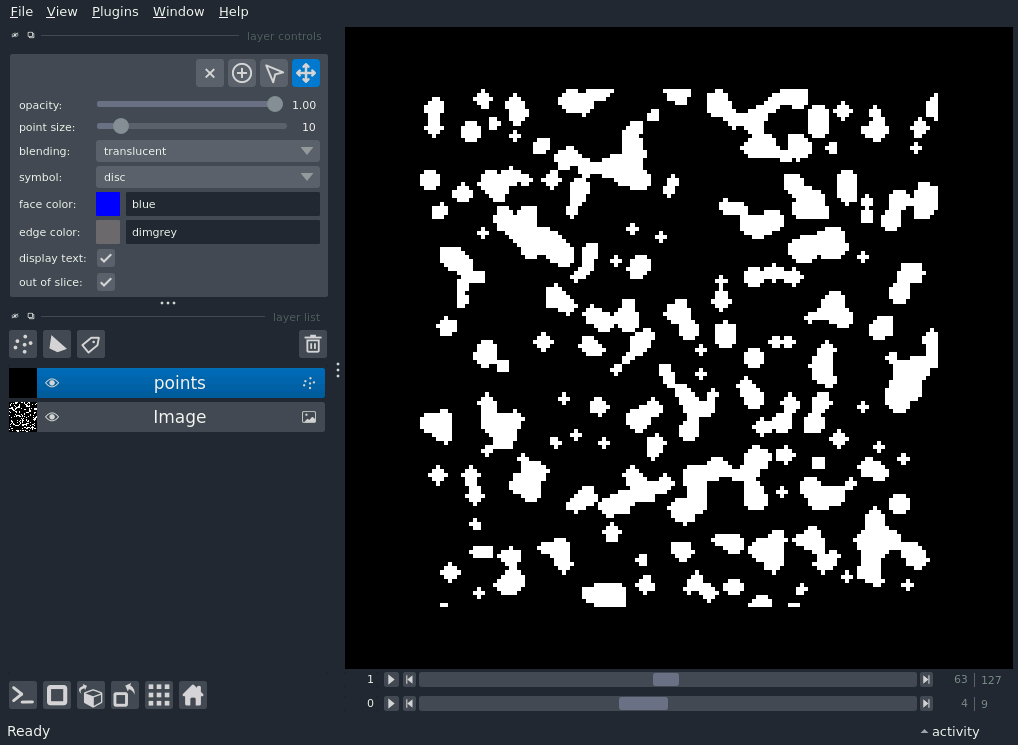 File View Plugins Window Help
layer controls
opacity: 1.00
point size: 10
blending: translucent
symbol: disc
face color: blue
edge color: dimgrey
display text:
out of slice:
layer list
points
Image
1 63 127
0 4 9
Ready activity